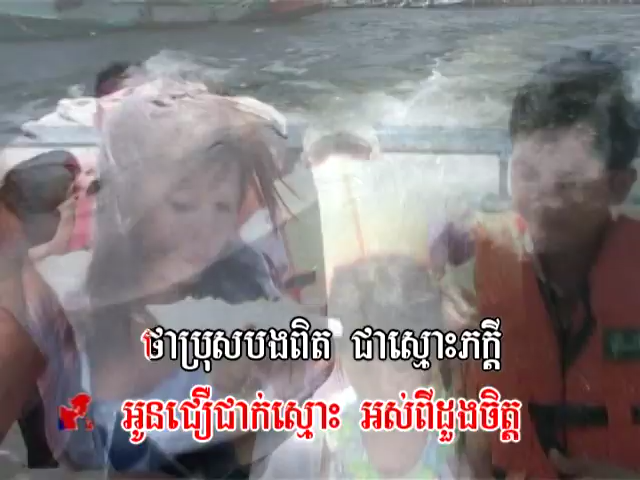 ថាប្រុសបងពិត ជាស្មោះភក្ដី
អូនជឿជាក់ស្មោះ អស់ពីដួងចិត្ត